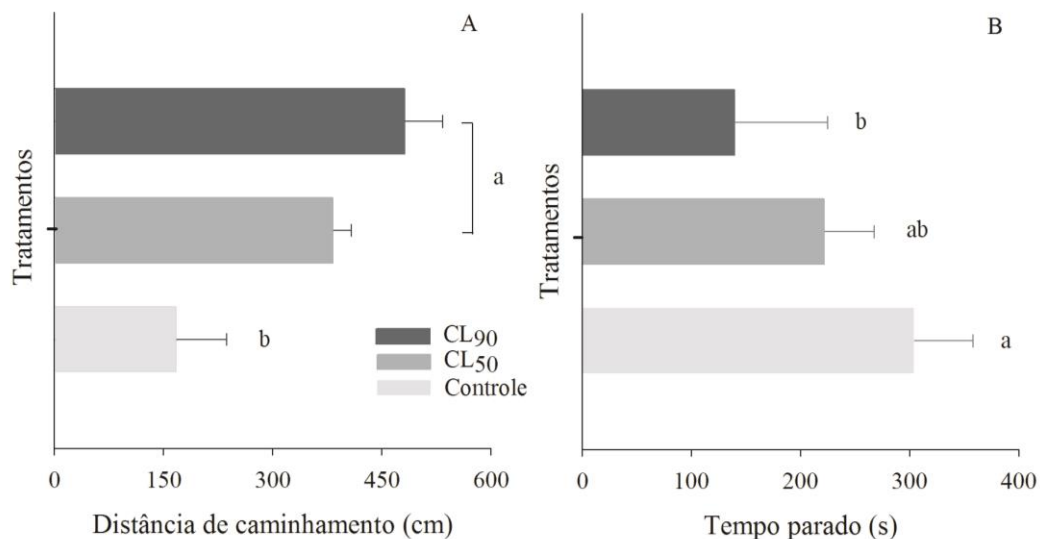 A
Tratamentos
a
b
CL90
CL50
Controle
0 150 300 450 600
Distância de caminhamento (cm)
B
Tratamentos
b
ab
a
0 100 200 300 400
Tempo parado (s)